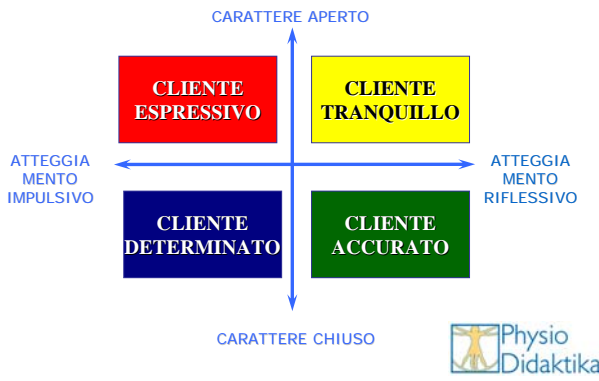 CARATTERE APERTO
CLIENTE
ESPRESSIVO
CLIENTE
TRANQUILLO
ATTEGGIA
MENTO
IMPULSIVO
ATTEGGIA
MENTO
RIFLESSIVO
CLIENTE
DETERMINATO
CLIENTE
ACCURATO
CARATTERE CHIUSO
Physio
Didaktika